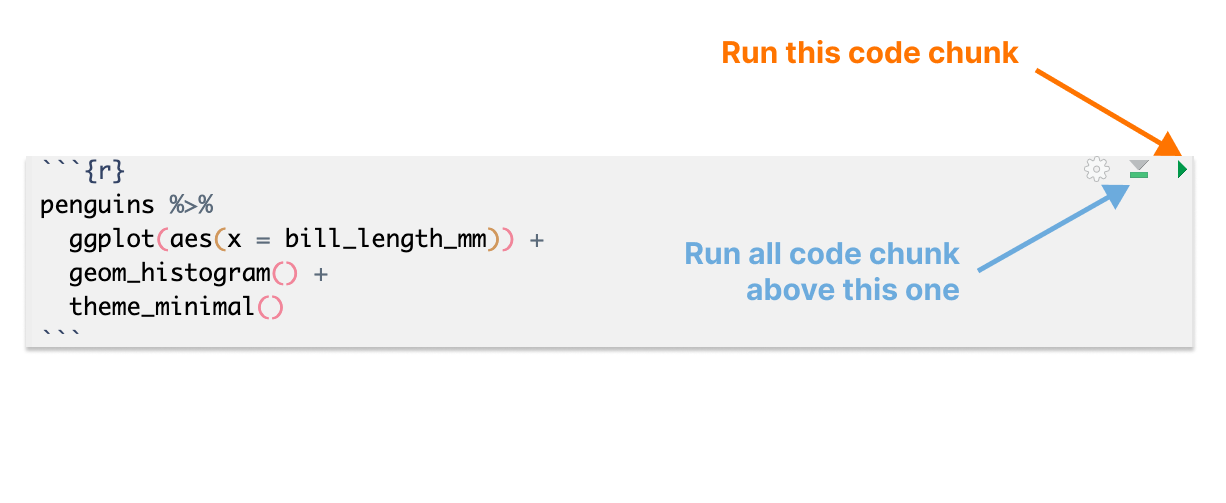 Run this code chunk
```{r}
penguins %>%
  ggplot(aes(x = bill_length_mm)) +
  geom_histogram() +
  theme_minimal()
```
Run all code chunk
above this one